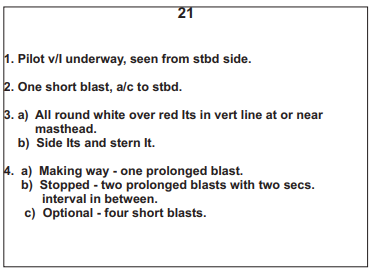 21
1. Pilot v/l underway, seen from stbd side.
2. One short blast, a/c to stbd.
3. a) All round white over red lts in vert line at or near
masthead.
b) Side lts and stern lt.
4. a) Making way - one prolonged blast.
b) Stopped - two prolonged blasts with two secs.
interval in between.
c) Optional - four short blasts.